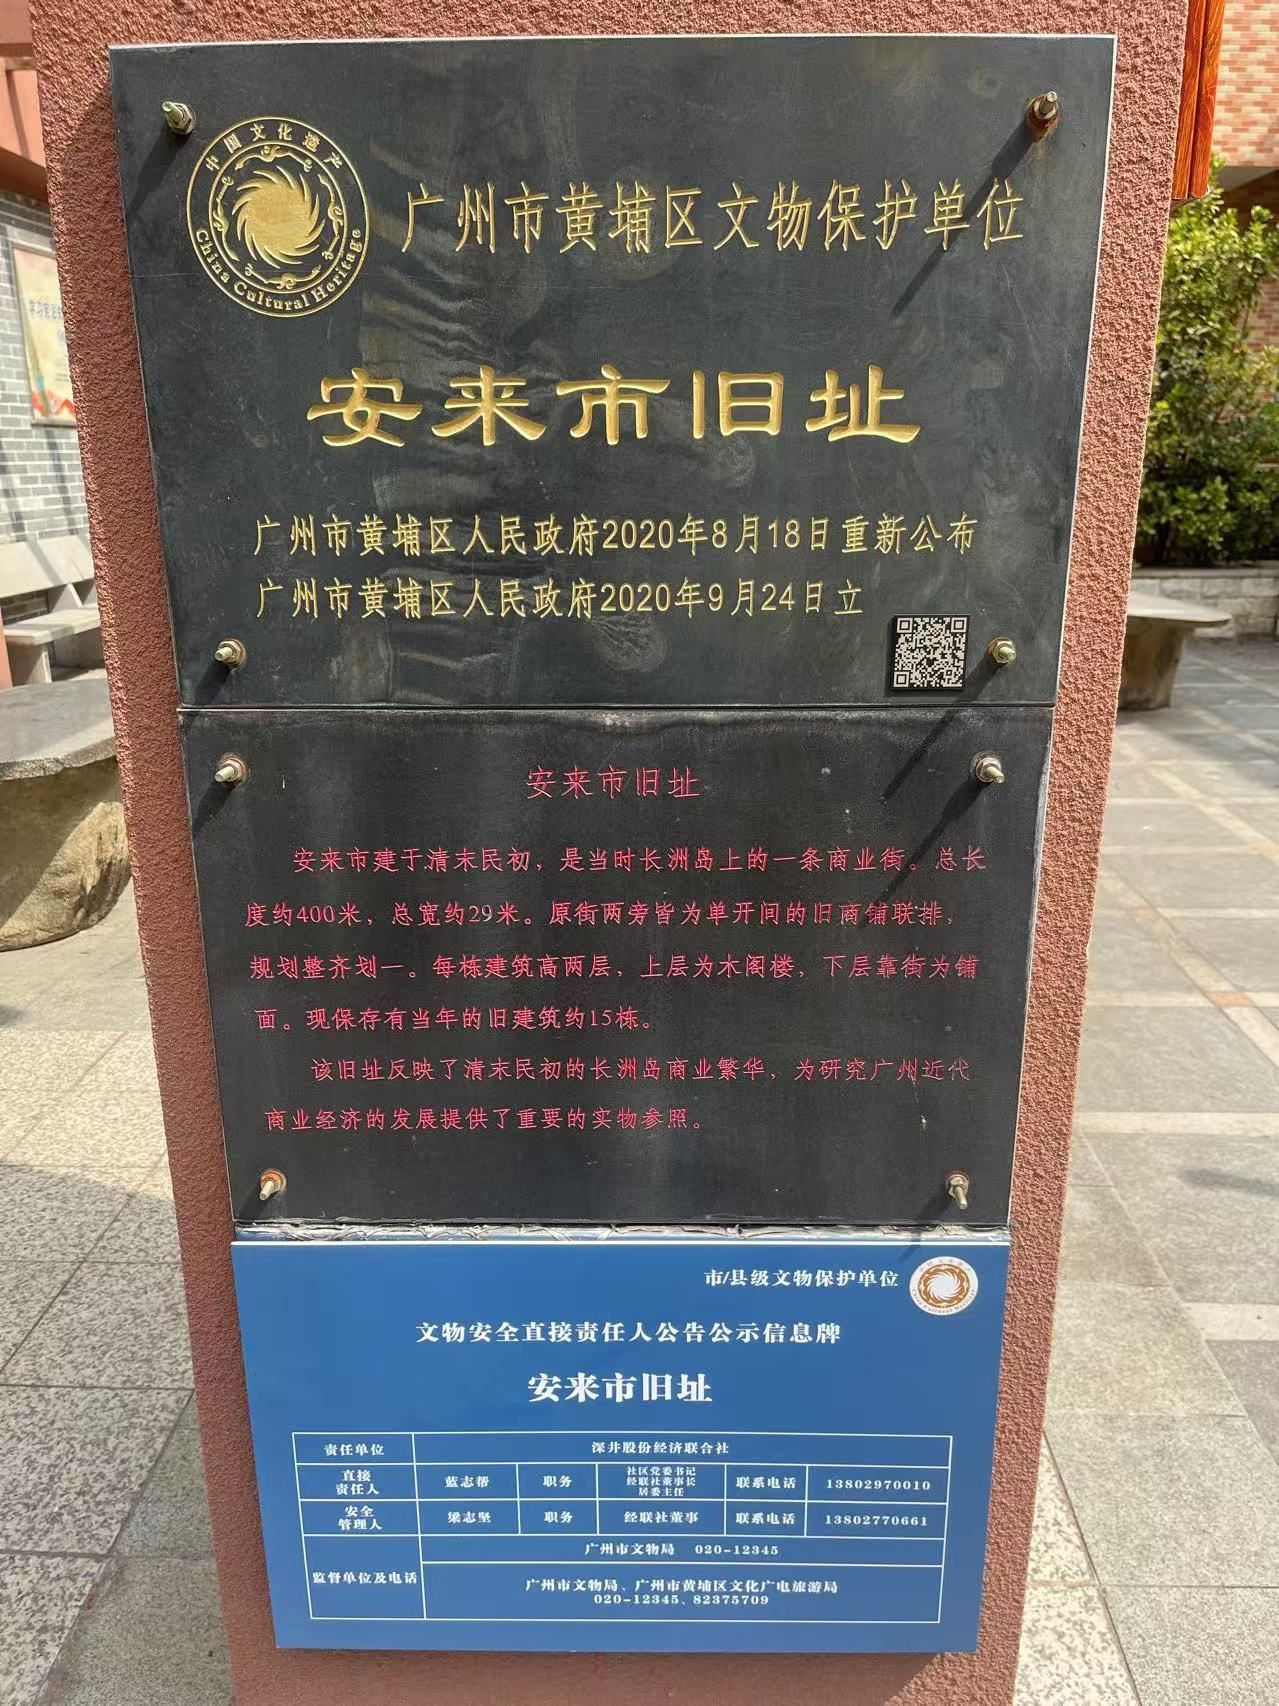 中国文化遗产
China Cultural Heritage
广州市黄埔区文物保护单位
安来市旧址
广州市黄埔区人民政府2020年8月18日重新公布
广州市黄埔区人民政府2020年9月24日立
安来市旧址
安来市建于清末民初，是当时长洲岛上的一条商业街。总长
度约400米，总宽约29米。原街两旁皆为单开间的旧商铺联排，
规划整齐划一。每栋建筑高两层，上层为木阁楼，下层靠街为铺
面。现保存有当年的旧建筑约15栋。
该旧址反映了清末民初的长洲岛商业繁华，为研究广州近代
商业经济的发展提供了重要的实物参照。
市/县级文物保护单位
China Cultural Heritage
文物安全直接责任人公告公示信息牌
安来市旧址
责任单位 深井股份经济联合社
直接
责任人 蓝志帮 职务 社区党委书记
经联社董事长
居委主任 联系电话 13802970010
安全
管理人 梁志坚 职务 经联社董事 联系电话 13802770661
监督单位及电话 广州市文物局 020-12345
广州市文物局、广州市黄埔区文化广电旅游局
020-12345、82375709